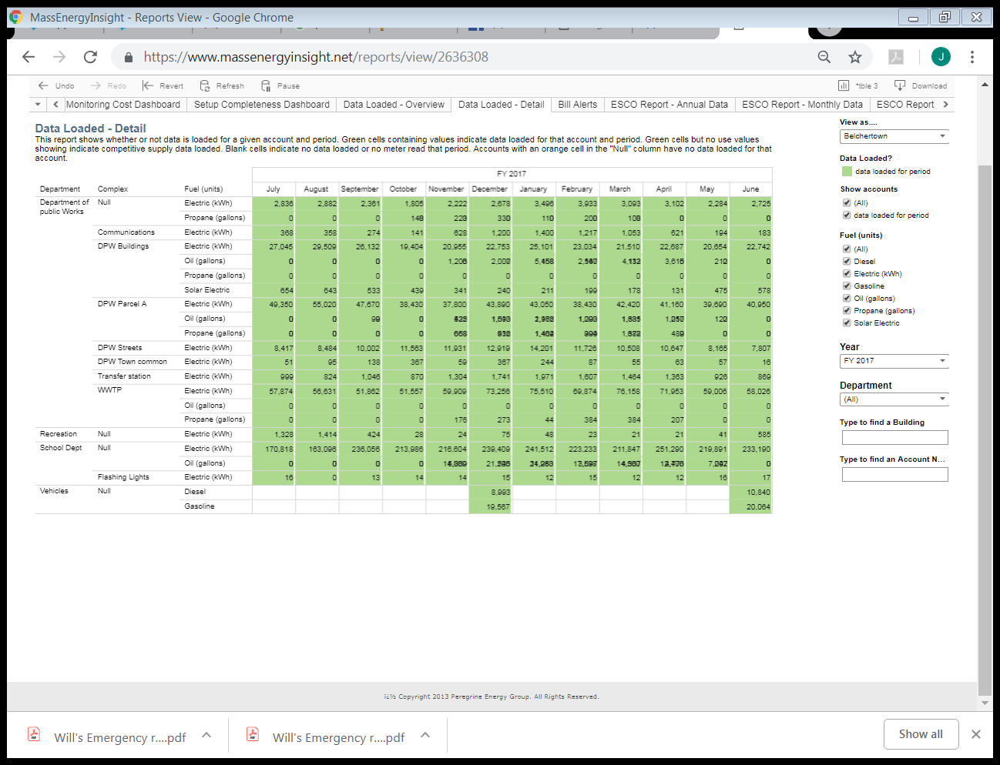 MassEnergyInsight - Reports View - Google Chrome
https://www.massenergyinsight.net/reports/view/2636308
J
Undo Redo Revert Refresh Pause *tble 3 Download
Monitoring Cost Dashboard Setup Completeness Dashboard Data Loaded - Overview Data Loaded - Detail Bill Alerts ESCO Report - Annual Data ESCO Report - Monthly Data ESCO Report
Data Loaded - Detail
This report shows whether or not data is loaded for a given account and period. Green cells containing values indicate data loaded for that account and period. Green cells but no use values
showing indicate competitive supply data loaded. Blank cells indicate no data loaded or no meter read that period. Accounts with an orange cell in the "Null" column have no data loaded for that
account.
FY 2017
Department Complex Fuel (units) July August September October November December January February March April May June
Department of public Works Null Electric (kWh) 2,836 2,882 2,361 1,805 2,222 2,678 3,496 3,933 3,093 3,102 2,284 2,725
Propane (gallons) 0 0 0 148 223 330 110 200 108 0 0 0
Communications Electric (kWh) 368 358 274 141 628 1,200 1,400 1,217 1,053 621 194 183
DPW Buildings Electric (kWh) 27,045 29,509 26,132 19,404 20,955 22,753 25,101 23,034 21,510 22,687 20,654 22,742
Oil (gallons) 0 0 0 0 1,206 2,000 5,458 4,132 3,615 212 0
Propane (gallons) 0 0 0 0 0 0 0 0 0 0 0 0
Solar Electric 654 643 533 439 341 240 211 199 178 131 475 578
DPW Parcel A Electric (kWh) 49,350 55,020 47,670 38,430 37,800 43,890 43,050 38,430 42,420 41,160 39,690 40,950
Oil (gallons) 0 0 99 0 122 0
Propane (gallons) 0 0 0 0 668 489 0 0
DPW Streets Electric (kWh) 8,417 8,484 10,002 11,563 11,931 12,919 14,201 11,726 10,508 10,647 8,165 7,807
DPW Town common Electric (kWh) 51 95 138 367 59 367 244 87 55 63 57 16
Transfer station Electric (kWh) 999 824 1,046 870 1,304 1,741 1,971 1,607 1,464 1,363 926 869
WWTP Electric (kWh) 57,874 56,631 51,862 51,557 59,909 73,256 75,510 69,874 76,158 71,953 59,006 58,026
Oil (gallons) 0 0 0 0 0 0 0 0 0 0 0 0
Propane (gallons) 0 0 0 0 176 273 44 384 384 207 0 0
Recreation Null Electric (kWh) 1,328 1,414 424 28 24 75 48 23 21 21 41 585
School Dept Null Electric (kWh) 170,818 163,096 236,056 213,986 216,604 239,409 241,512 223,233 211,847 251,290 219,891 233,190
Oil (gallons) 0 0 0 0 0
Flashing Lights Electric (kWh) 16 0 13 14 14 15 12 15 12 12 16 17
Vehicles Null Diesel 8,993 10,840
Gasoline 19,567 20,064
View as....
Belchertown
Data Loaded?
data loaded for period
Show accounts
(All)
data loaded for period
Fuel (units)
(All)
Diesel
Electric (kWh)
Gasoline
Oil (gallons)
Propane (gallons)
Solar Electric
Year
FY 2017
Department
(All)
Type to find a Building
Type to find an Account N...
ï¿½ Copyright 2013 Peregrine Energy Group. All Rights Reserved.
Will's Emergency r....pdf Will's Emergency r....pdf Show all